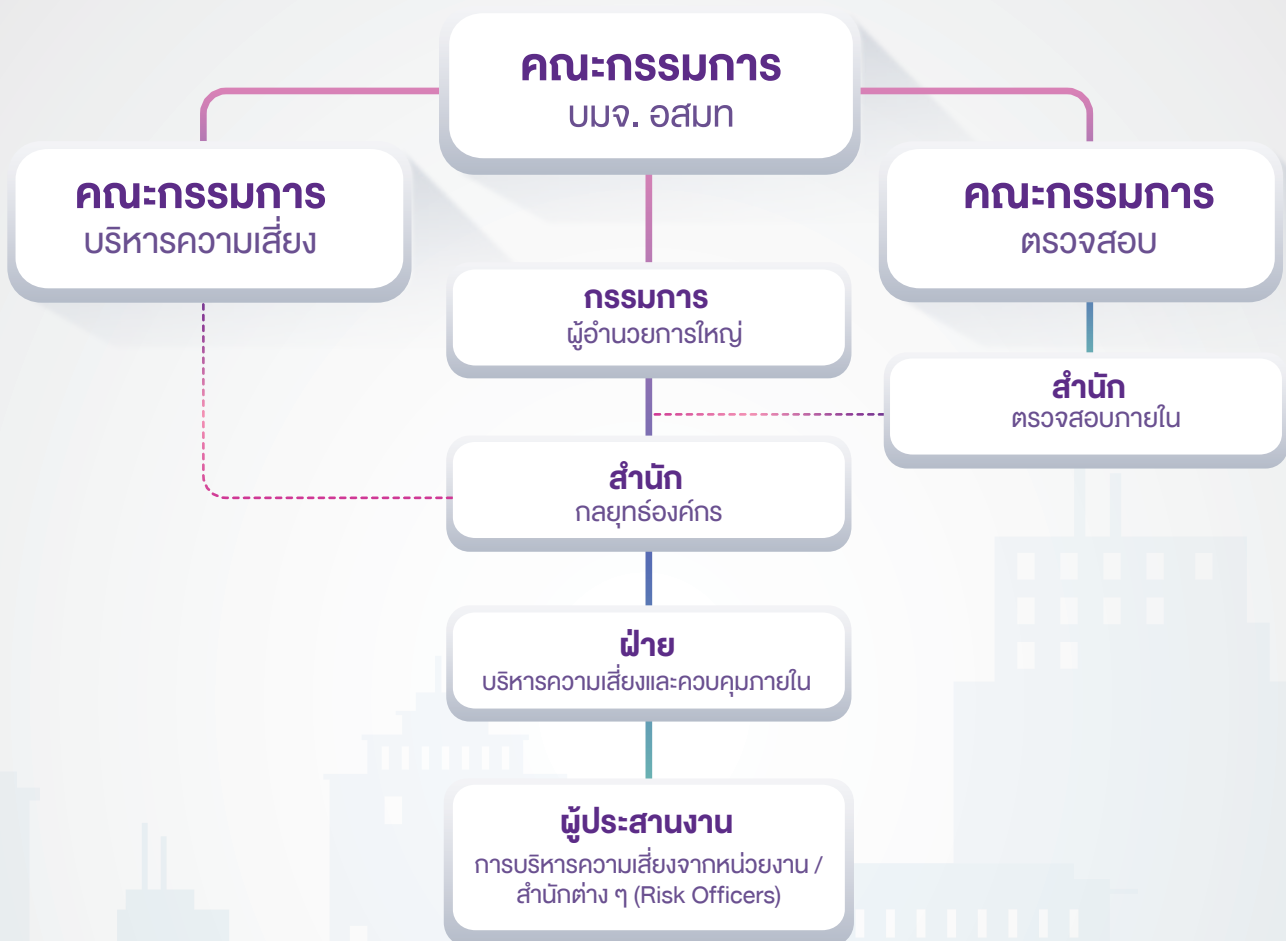 คณะกรรมการ
บมจ. อสมท
คณะกรรมการ
บริหารความเสี่ยง
คณะกรรมการ
ตรวจสอบ
กรรมการ
ผู้อำนวยการใหญ่
สำนัก
ตรวจสอบภายใน
สำนัก
กลยุทธ์องค์กร
ฝ่าย
บริหารความเสี่ยงและควบคุมภายใน
ผู้ประสานงาน
การบริหารความเสี่ยงจากหน่วยงาน /
สำนักต่าง ๆ (Risk Officers)